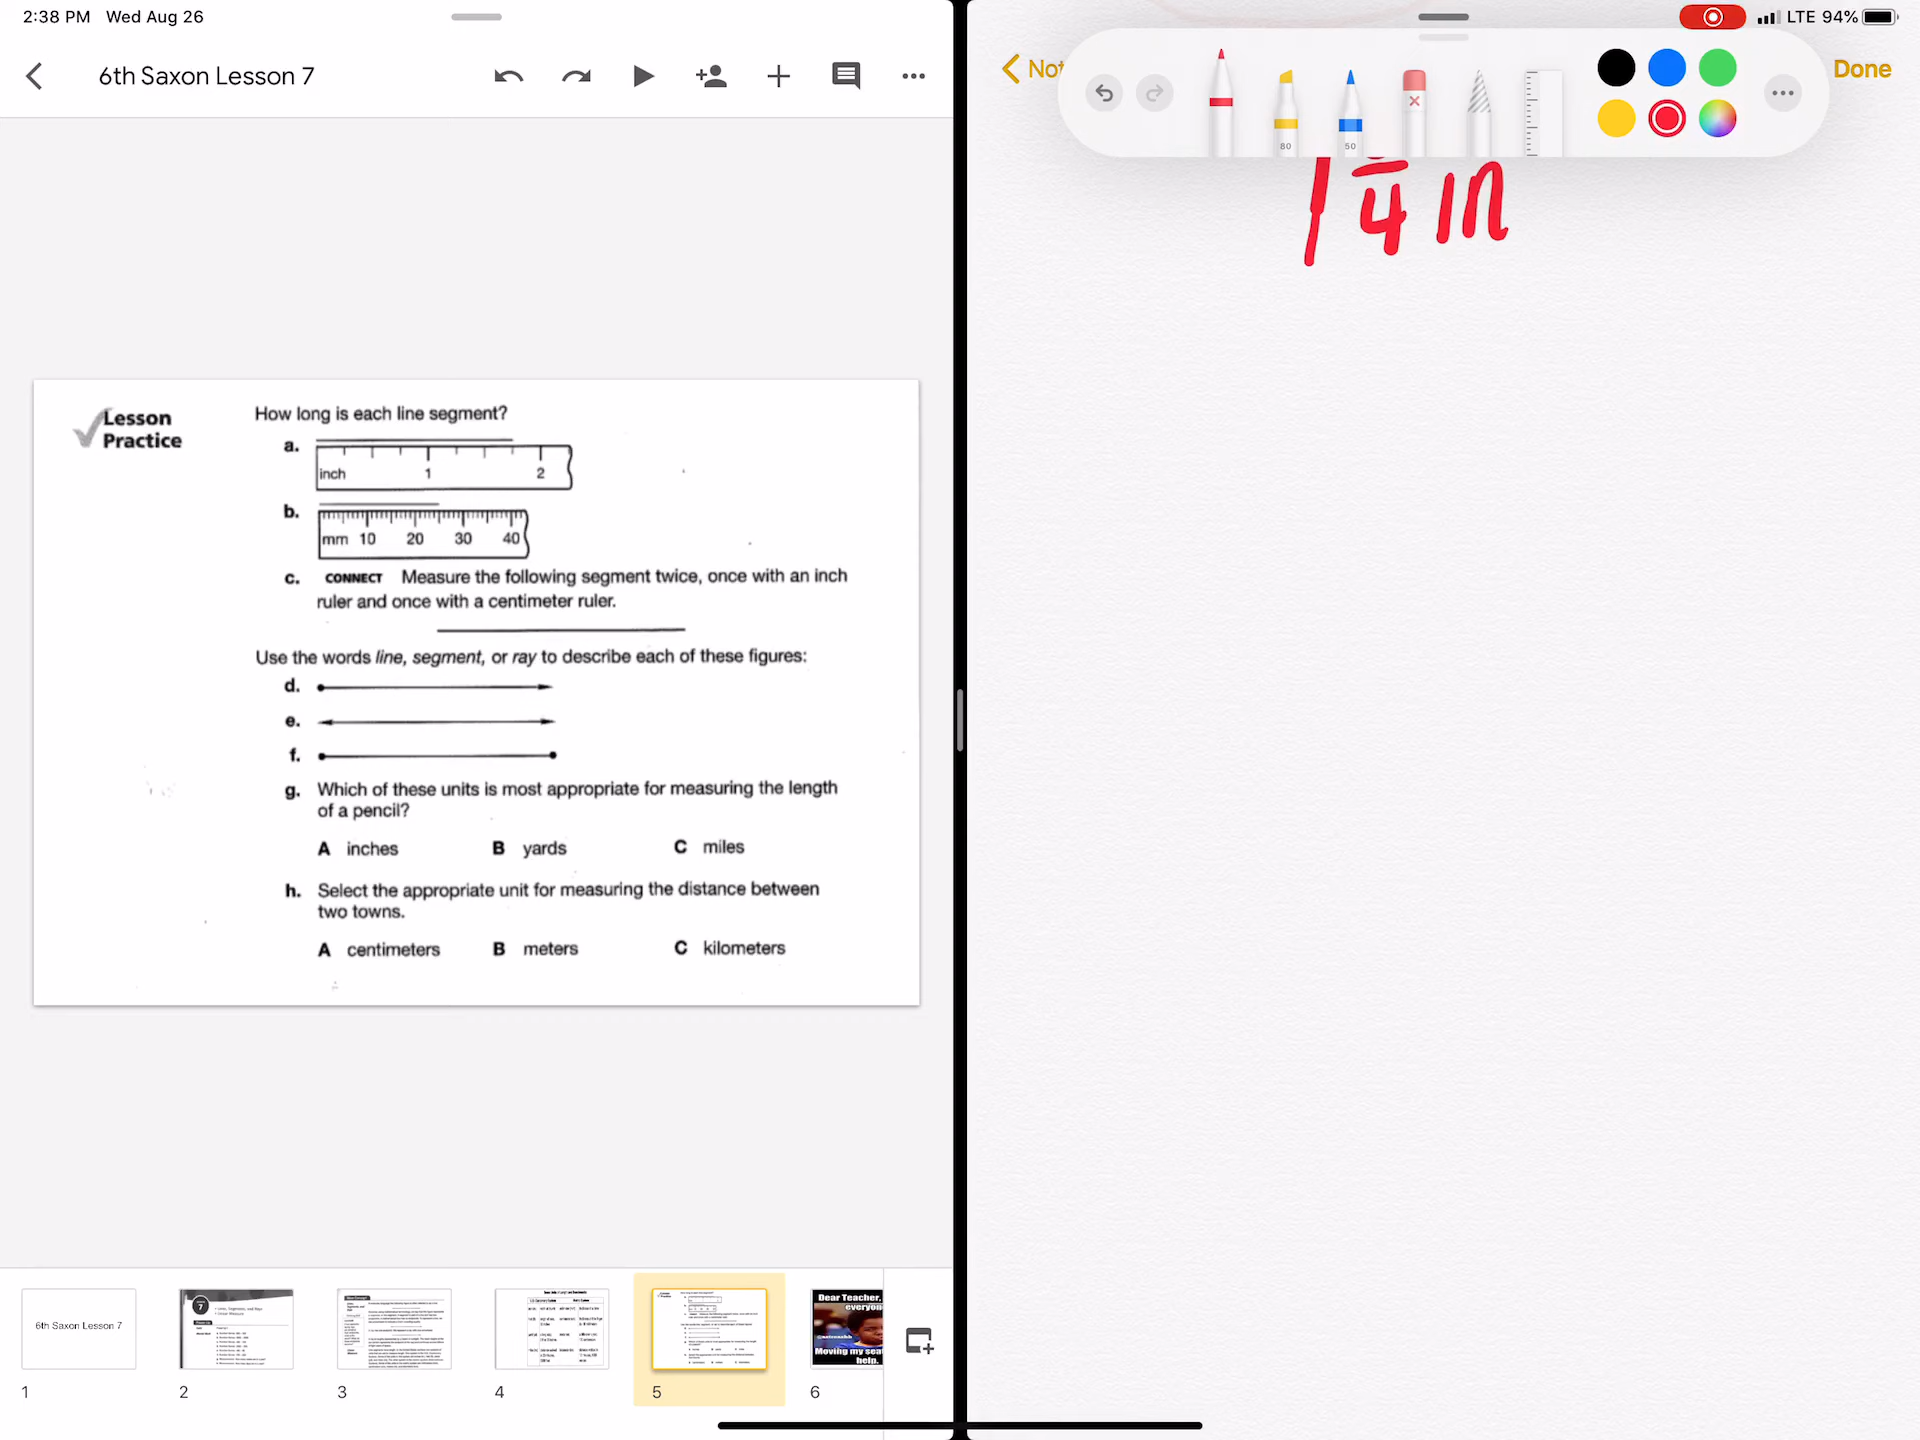 2:38 PM Wed Aug 26
6th Saxon Lesson 7
Lesson
Practice
How long is each line segment?
a.
inch 1 2
b.
mm 10 20 30 40
c. CONNECT Measure the following segment twice, once with an inch
ruler and once with a centimeter ruler.
Use the words line, segment, or ray to describe each of these figures:
d.
e.
f.
g. Which of these units is most appropriate for measuring the length
of a pencil?
A inches B yards C miles
h. Select the appropriate unit for measuring the distance between
two towns.
A centimeters B meters C kilometers
6th Saxon Lesson 7
7
Dear Teacher,
everyon
Moving my sea
help.
1 2 3 4 5 6
LTE 94%
Not
80 50
Done
1 4 in